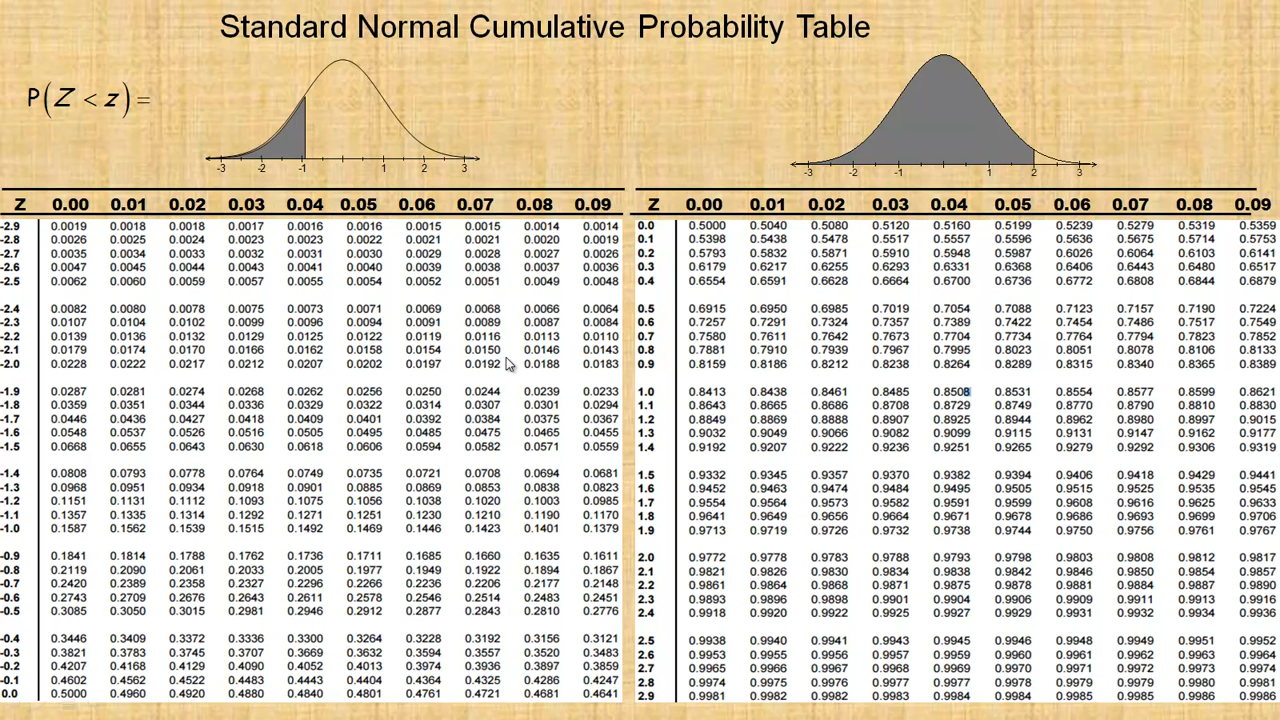 Standard Normal Cumulative Probability Table
P(Z < z) =
-3 -2 -1 1 2 3
-3 -2 -1 1 2 3
Z 0.00 0.01 0.02 0.03 0.04 0.05 0.06 0.07 0.08 0.09
-2.9 0.0019 0.0018 0.0018 0.0017 0.0016 0.0016 0.0015 0.0015 0.0014 0.0014
-2.8 0.0026 0.0025 0.0024 0.0023 0.0023 0.0022 0.0021 0.0021 0.0020 0.0019
-2.7 0.0035 0.0034 0.0033 0.0032 0.0031 0.0030 0.0029 0.0028 0.0027 0.0026
-2.6 0.0047 0.0045 0.0044 0.0043 0.0041 0.0040 0.0039 0.0038 0.0037 0.0036
-2.5 0.0062 0.0060 0.0059 0.0057 0.0055 0.0054 0.0052 0.0051 0.0049 0.0048
-2.4 0.0082 0.0080 0.0078 0.0075 0.0073 0.0071 0.0069 0.0068 0.0066 0.0064
-2.3 0.0107 0.0104 0.0102 0.0099 0.0096 0.0094 0.0091 0.0089 0.0087 0.0084
-2.2 0.0139 0.0136 0.0132 0.0129 0.0125 0.0122 0.0119 0.0116 0.0113 0.0110
-2.1 0.0179 0.0174 0.0170 0.0166 0.0162 0.0158 0.0154 0.0150 0.0146 0.0143
-2.0 0.0228 0.0222 0.0217 0.0212 0.0207 0.0202 0.0197 0.0192 0.0188 0.0183
-1.9 0.0287 0.0281 0.0274 0.0268 0.0262 0.0256 0.0250 0.0244 0.0239 0.0233
-1.8 0.0359 0.0351 0.0344 0.0336 0.0329 0.0322 0.0314 0.0307 0.0301 0.0294
-1.7 0.0446 0.0436 0.0427 0.0418 0.0409 0.0401 0.0392 0.0384 0.0375 0.0367
-1.6 0.0548 0.0537 0.0526 0.0516 0.0505 0.0495 0.0485 0.0475 0.0465 0.0455
-1.5 0.0668 0.0655 0.0643 0.0630 0.0618 0.0606 0.0594 0.0582 0.0571 0.0559
-1.4 0.0808 0.0793 0.0778 0.0764 0.0749 0.0735 0.0721 0.0708 0.0694 0.0681
-1.3 0.0968 0.0951 0.0934 0.0918 0.0901 0.0885 0.0869 0.0853 0.0838 0.0823
-1.2 0.1151 0.1131 0.1112 0.1093 0.1075 0.1056 0.1038 0.1020 0.1003 0.0985
-1.1 0.1357 0.1335 0.1314 0.1292 0.1271 0.1251 0.1230 0.1210 0.1190 0.1170
-1.0 0.1587 0.1562 0.1539 0.1515 0.1492 0.1469 0.1446 0.1423 0.1401 0.1379
-0.9 0.1841 0.1814 0.1788 0.1762 0.1736 0.1711 0.1685 0.1660 0.1635 0.1611
-0.8 0.2119 0.2090 0.2061 0.2033 0.2005 0.1977 0.1949 0.1922 0.1894 0.1867
-0.7 0.2420 0.2389 0.2358 0.2327 0.2296 0.2266 0.2236 0.2206 0.2177 0.2148
-0.6 0.2743 0.2709 0.2676 0.2643 0.2611 0.2578 0.2546 0.2514 0.2483 0.2451
-0.5 0.3085 0.3050 0.3015 0.2981 0.2946 0.2912 0.2877 0.2843 0.2810 0.2776
-0.4 0.3446 0.3409 0.3372 0.3336 0.3300 0.3264 0.3228 0.3192 0.3156 0.3121
-0.3 0.3821 0.3783 0.3745 0.3707 0.3669 0.3632 0.3594 0.3557 0.3520 0.3483
-0.2 0.4207 0.4168 0.4129 0.4090 0.4052 0.4013 0.3974 0.3936 0.3897 0.3859
-0.1 0.4602 0.4562 0.4522 0.4483 0.4443 0.4404 0.4364 0.4325 0.4286 0.4247
0.0 0.5000 0.4960 0.4920 0.4880 0.4840 0.4801 0.4761 0.4721 0.4681 0.4641
Z 0.00 0.01 0.02 0.03 0.04 0.05 0.06 0.07 0.08 0.09
0.0 0.5000 0.5040 0.5080 0.5120 0.5160 0.5199 0.5239 0.5279 0.5319 0.5359
0.1 0.5398 0.5438 0.5478 0.5517 0.5557 0.5596 0.5636 0.5675 0.5714 0.5753
0.2 0.5793 0.5832 0.5871 0.5910 0.5948 0.5987 0.6026 0.6064 0.6103 0.6141
0.3 0.6179 0.6217 0.6255 0.6293 0.6331 0.6368 0.6406 0.6443 0.6480 0.6517
0.4 0.6554 0.6591 0.6628 0.6664 0.6700 0.6736 0.6772 0.6808 0.6844 0.6879
0.5 0.6915 0.6950 0.6985 0.7019 0.7054 0.7088 0.7123 0.7157 0.7190 0.7224
0.6 0.7257 0.7291 0.7324 0.7357 0.7389 0.7422 0.7454 0.7486 0.7517 0.7549
0.7 0.7580 0.7611 0.7642 0.7673 0.7704 0.7734 0.7764 0.7794 0.7823 0.7852
0.8 0.7881 0.7910 0.7939 0.7967 0.7995 0.8023 0.8051 0.8078 0.8106 0.8133
0.9 0.8159 0.8186 0.8212 0.8238 0.8264 0.8289 0.8315 0.8340 0.8365 0.8389
1.0 0.8413 0.8438 0.8461 0.8485 0.8508 0.8531 0.8554 0.8577 0.8599 0.8621
1.1 0.8643 0.8665 0.8686 0.8708 0.8729 0.8749 0.8770 0.8790 0.8810 0.8830
1.2 0.8849 0.8869 0.8888 0.8907 0.8925 0.8944 0.8962 0.8980 0.8997 0.9015
1.3 0.9032 0.9049 0.9066 0.9082 0.9099 0.9115 0.9131 0.9147 0.9162 0.9177
1.4 0.9192 0.9207 0.9222 0.9236 0.9251 0.9265 0.9279 0.9292 0.9306 0.9319
1.5 0.9332 0.9345 0.9357 0.9370 0.9382 0.9394 0.9406 0.9418 0.9429 0.9441
1.6 0.9452 0.9463 0.9474 0.9484 0.9495 0.9505 0.9515 0.9525 0.9535 0.9545
1.7 0.9554 0.9564 0.9573 0.9582 0.9591 0.9599 0.9608 0.9616 0.9625 0.9633
1.8 0.9641 0.9649 0.9656 0.9664 0.9671 0.9678 0.9686 0.9693 0.9699 0.9706
1.9 0.9713 0.9719 0.9726 0.9732 0.9738 0.9744 0.9750 0.9756 0.9761 0.9767
2.0 0.9772 0.9778 0.9783 0.9788 0.9793 0.9798 0.9803 0.9808 0.9812 0.9817
2.1 0.9821 0.9826 0.9830 0.9834 0.9838 0.9842 0.9846 0.9850 0.9854 0.9857
2.2 0.9861 0.9864 0.9868 0.9871 0.9875 0.9878 0.9881 0.9884 0.9887 0.9890
2.3 0.9893 0.9896 0.9898 0.9901 0.9904 0.9906 0.9909 0.9911 0.9913 0.9916
2.4 0.9918 0.9920 0.9922 0.9925 0.9927 0.9929 0.9931 0.9932 0.9934 0.9936
2.5 0.9938 0.9940 0.9941 0.9943 0.9945 0.9946 0.9948 0.9949 0.9951 0.9952
2.6 0.9953 0.9955 0.9956 0.9957 0.9959 0.9960 0.9961 0.9962 0.9963 0.9964
2.7 0.9965 0.9966 0.9967 0.9968 0.9969 0.9970 0.9971 0.9972 0.9973 0.9974
2.8 0.9974 0.9975 0.9976 0.9977 0.9977 0.9978 0.9979 0.9979 0.9980 0.9981
2.9 0.9981 0.9982 0.9982 0.9983 0.9984 0.9984 0.9985 0.9985 0.9986 0.9986